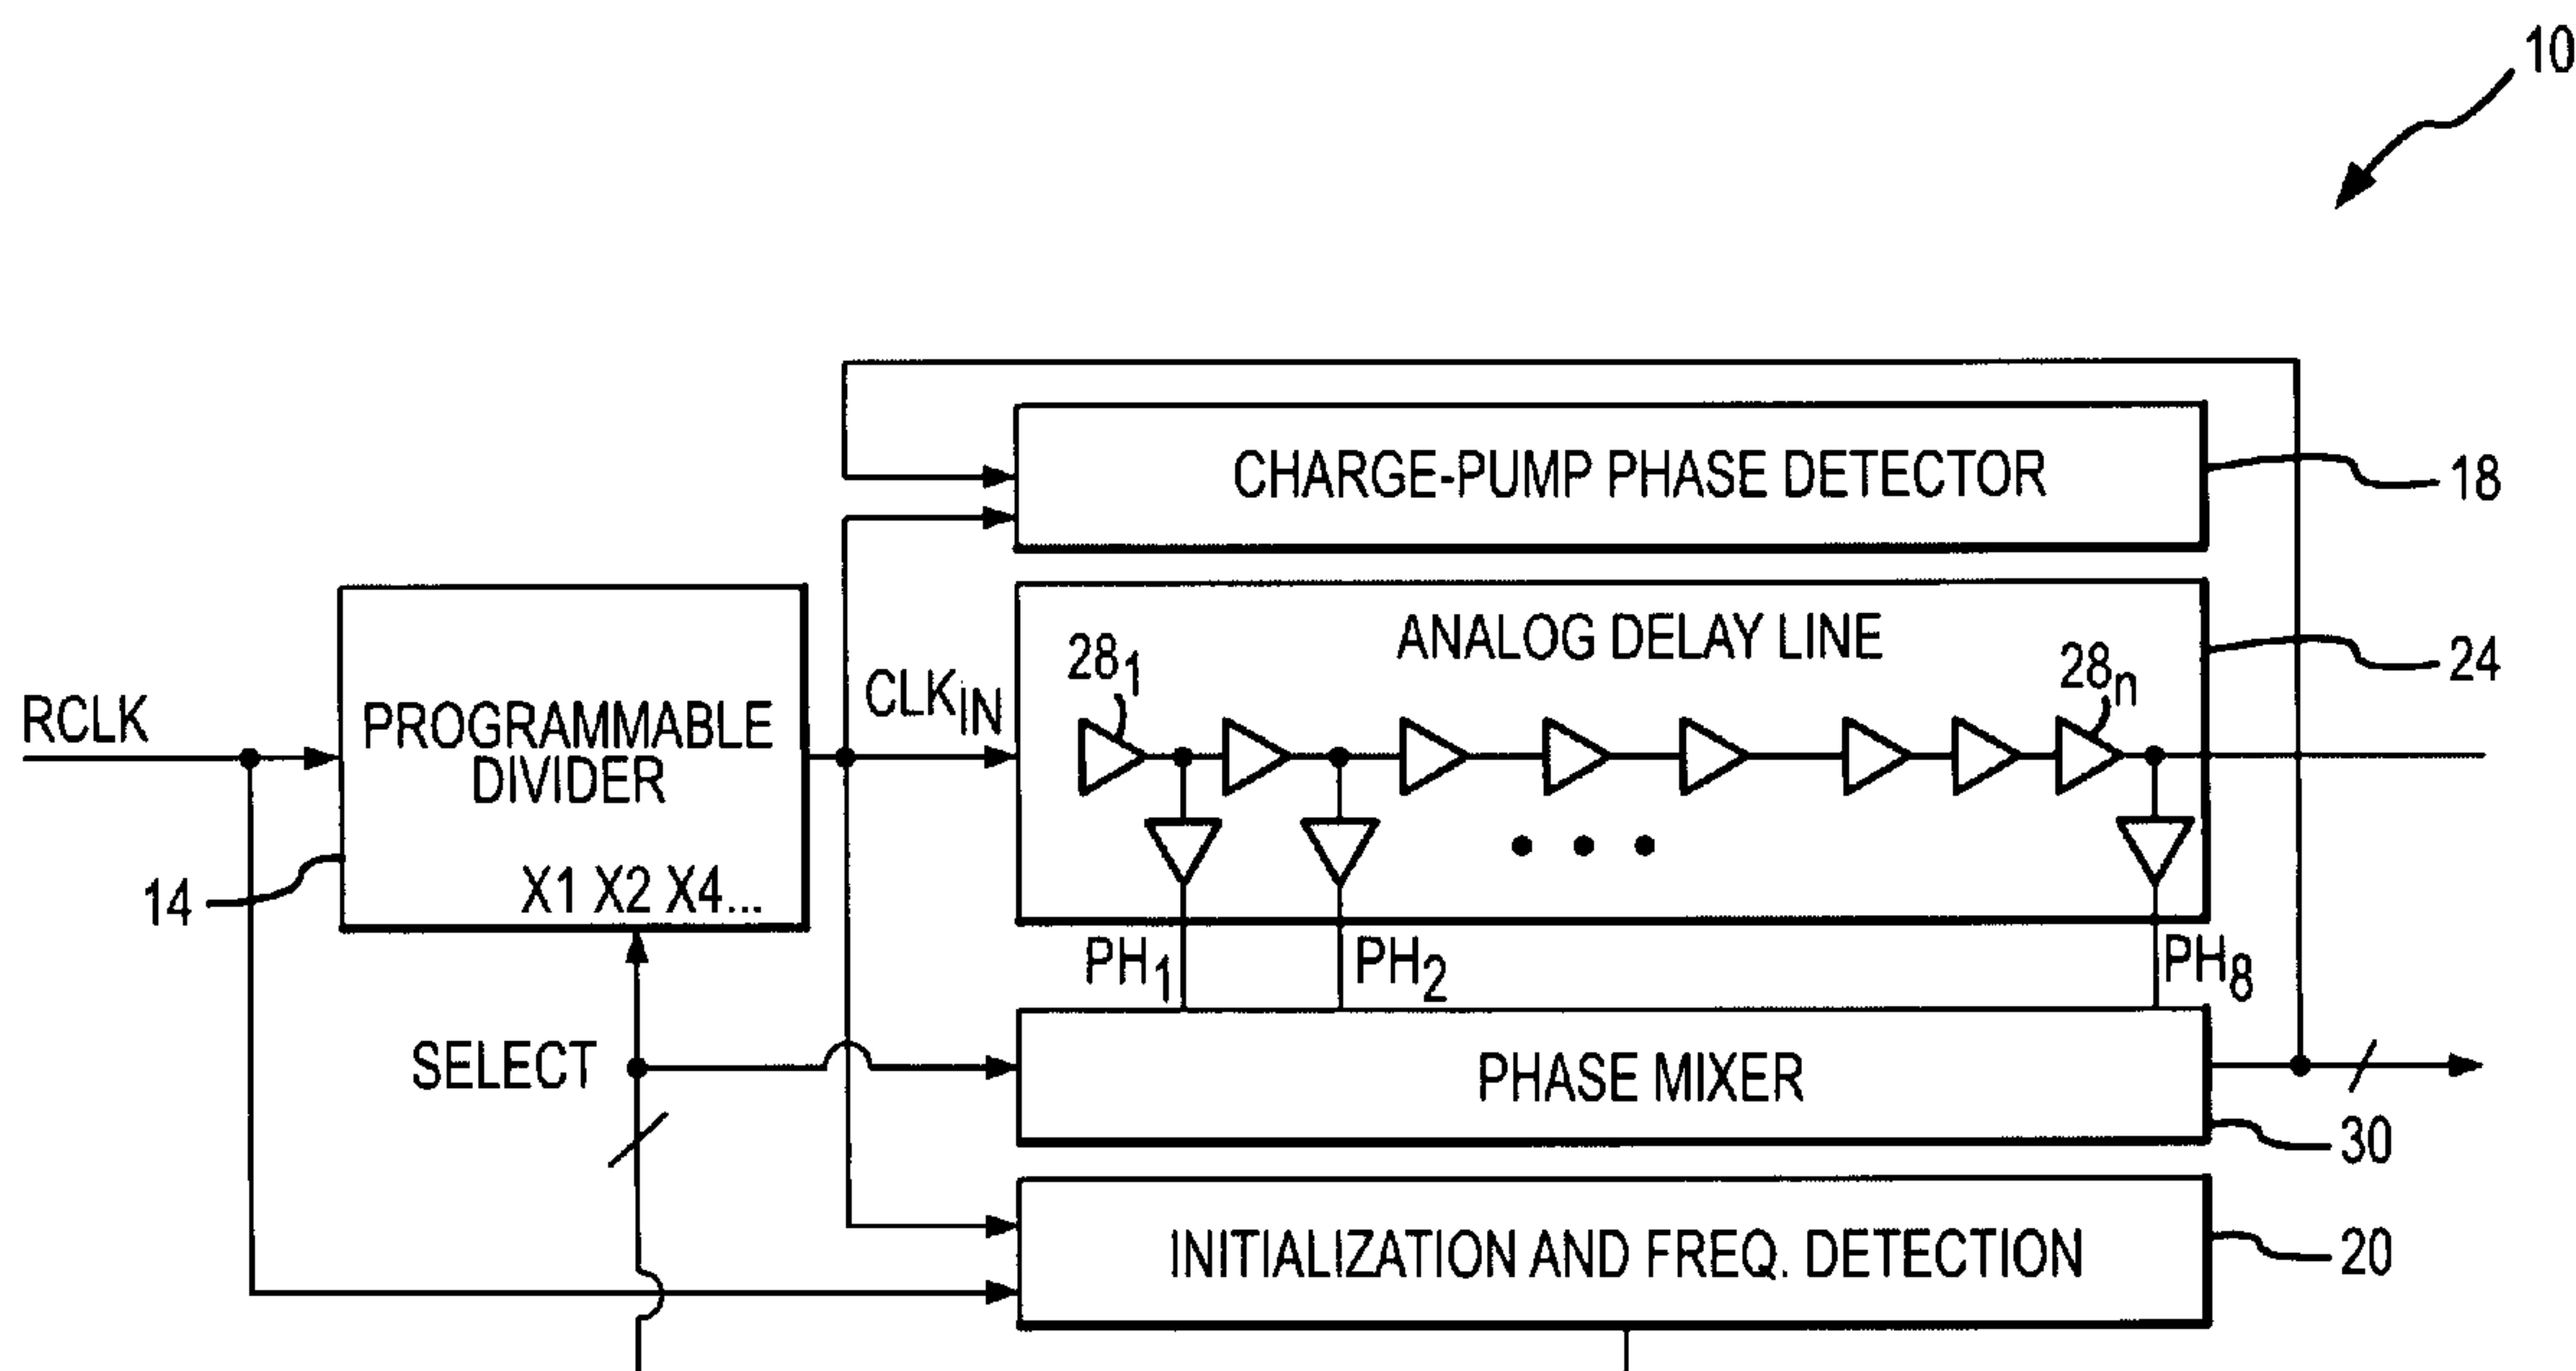 10
CHARGE-PUMP PHASE DETECTOR
18
ANALOG DELAY LINE
28₁
28ₙ
24
RCLK
PROGRAMMABLE
DIVIDER
X1 X2 X4...
14
CLK_IN
PH₁
PH₂
PH₈
SELECT
PHASE MIXER
30
INITIALIZATION AND FREQ. DETECTION
20